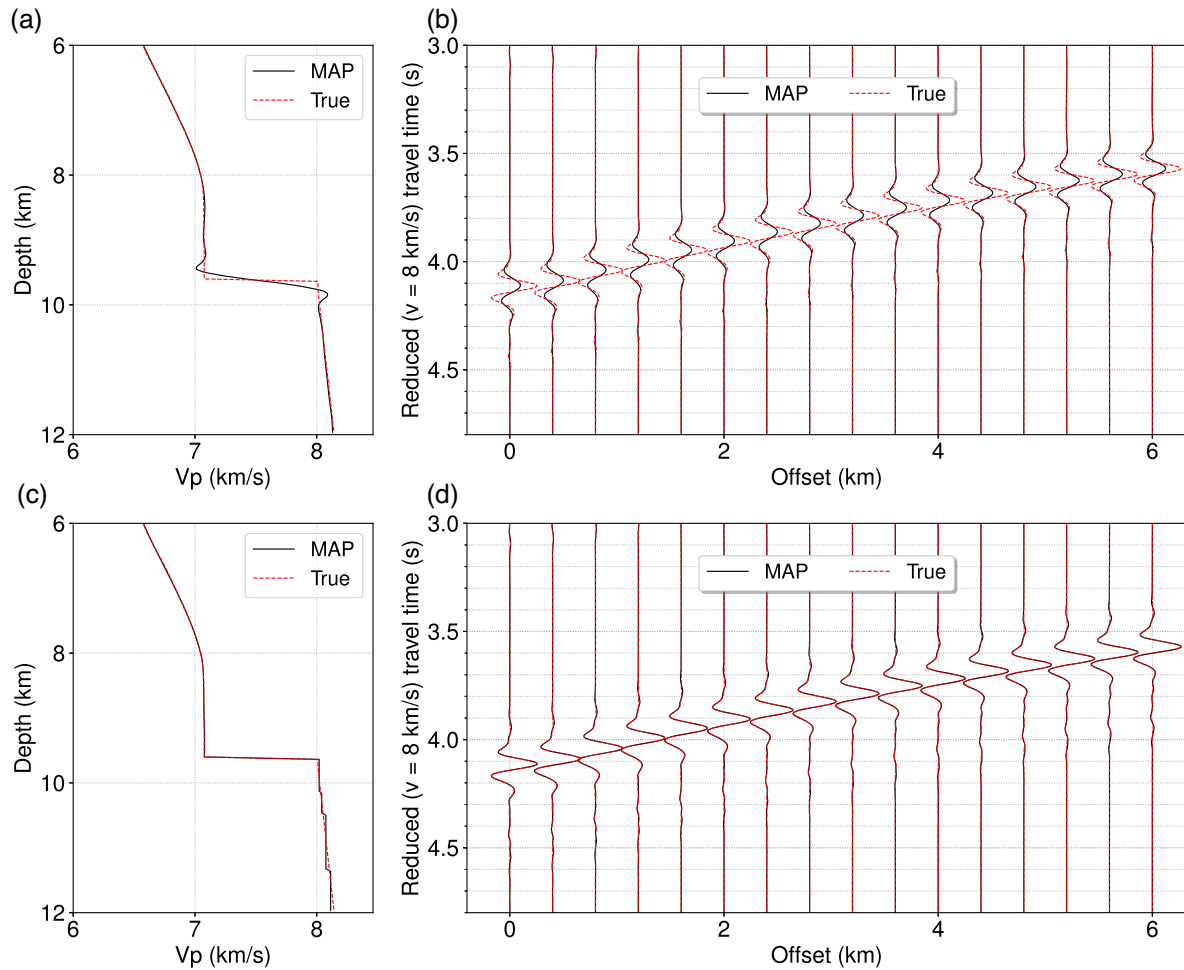 (a)
6
8
10
12
Depth (km)
MAP
True
6
7
8
Vp (km/s)
(b)
3.0
3.5
4.0
4.5
Reduced (v = 8 km/s) travel time (s)
MAP True
0
2
4
6
Offset (km)
(c)
6
8
10
12
Depth (km)
MAP
True
6
7
8
Vp (km/s)
(d)
3.0
3.5
4.0
4.5
Reduced (v = 8 km/s) travel time (s)
MAP True
0
2
4
6
Offset (km)